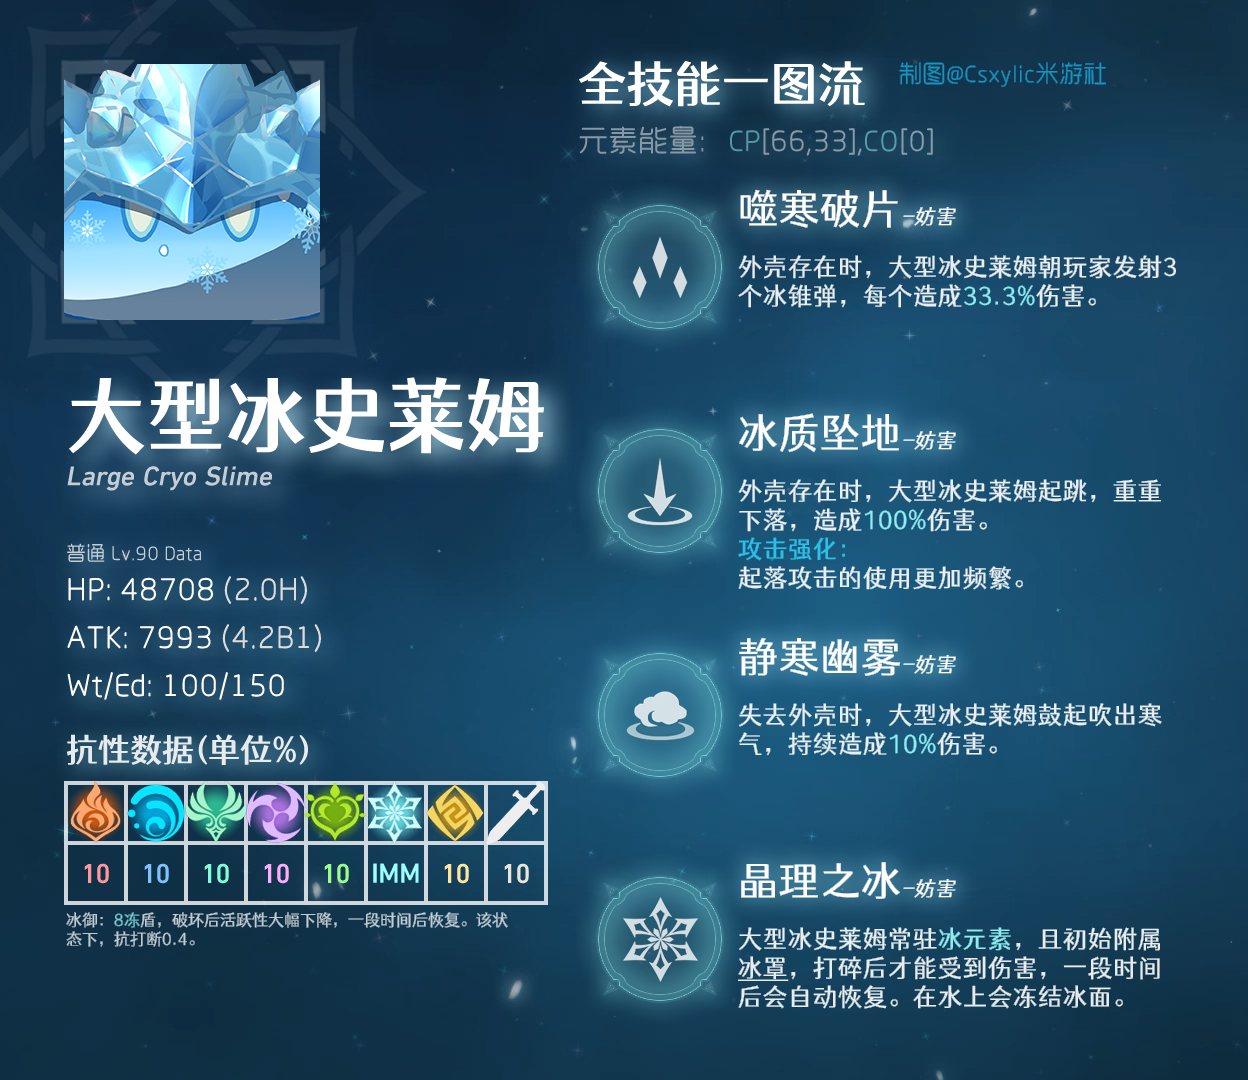 全技能一图流
制图@Csxylic米游社
元素能量：CP[66,33],CO[0]
大型冰史莱姆
Large Cryo Slime
普通 Lv.90 Data
HP: 48708 (2.0H)
ATK: 7993 (4.2B1)
Wt/Ed: 100/150
抗性数据(单位%)
10 10 10 10 10 IMM 10 10
冰御：8冻盾，破坏后活跃性大幅下降，一段时间后恢复。该状
态下，抗打断0.4。
噬寒破片-妨害
外壳存在时，大型冰史莱姆朝玩家发射3
个冰锥弹，每个造成33.3%伤害。
冰质坠地-妨害
外壳存在时，大型冰史莱姆起跳，重重
下落，造成100%伤害。
攻击强化：
起落攻击的使用更加频繁。
静寒幽雾-妨害
失去外壳时，大型冰史莱姆鼓起吹出寒
气，持续造成10%伤害。
晶理之冰-妨害
大型冰史莱姆常驻冰元素，且初始附属
冰罩，打碎后才能受到伤害，一段时间
后会自动恢复。在水上会冻结冰面。